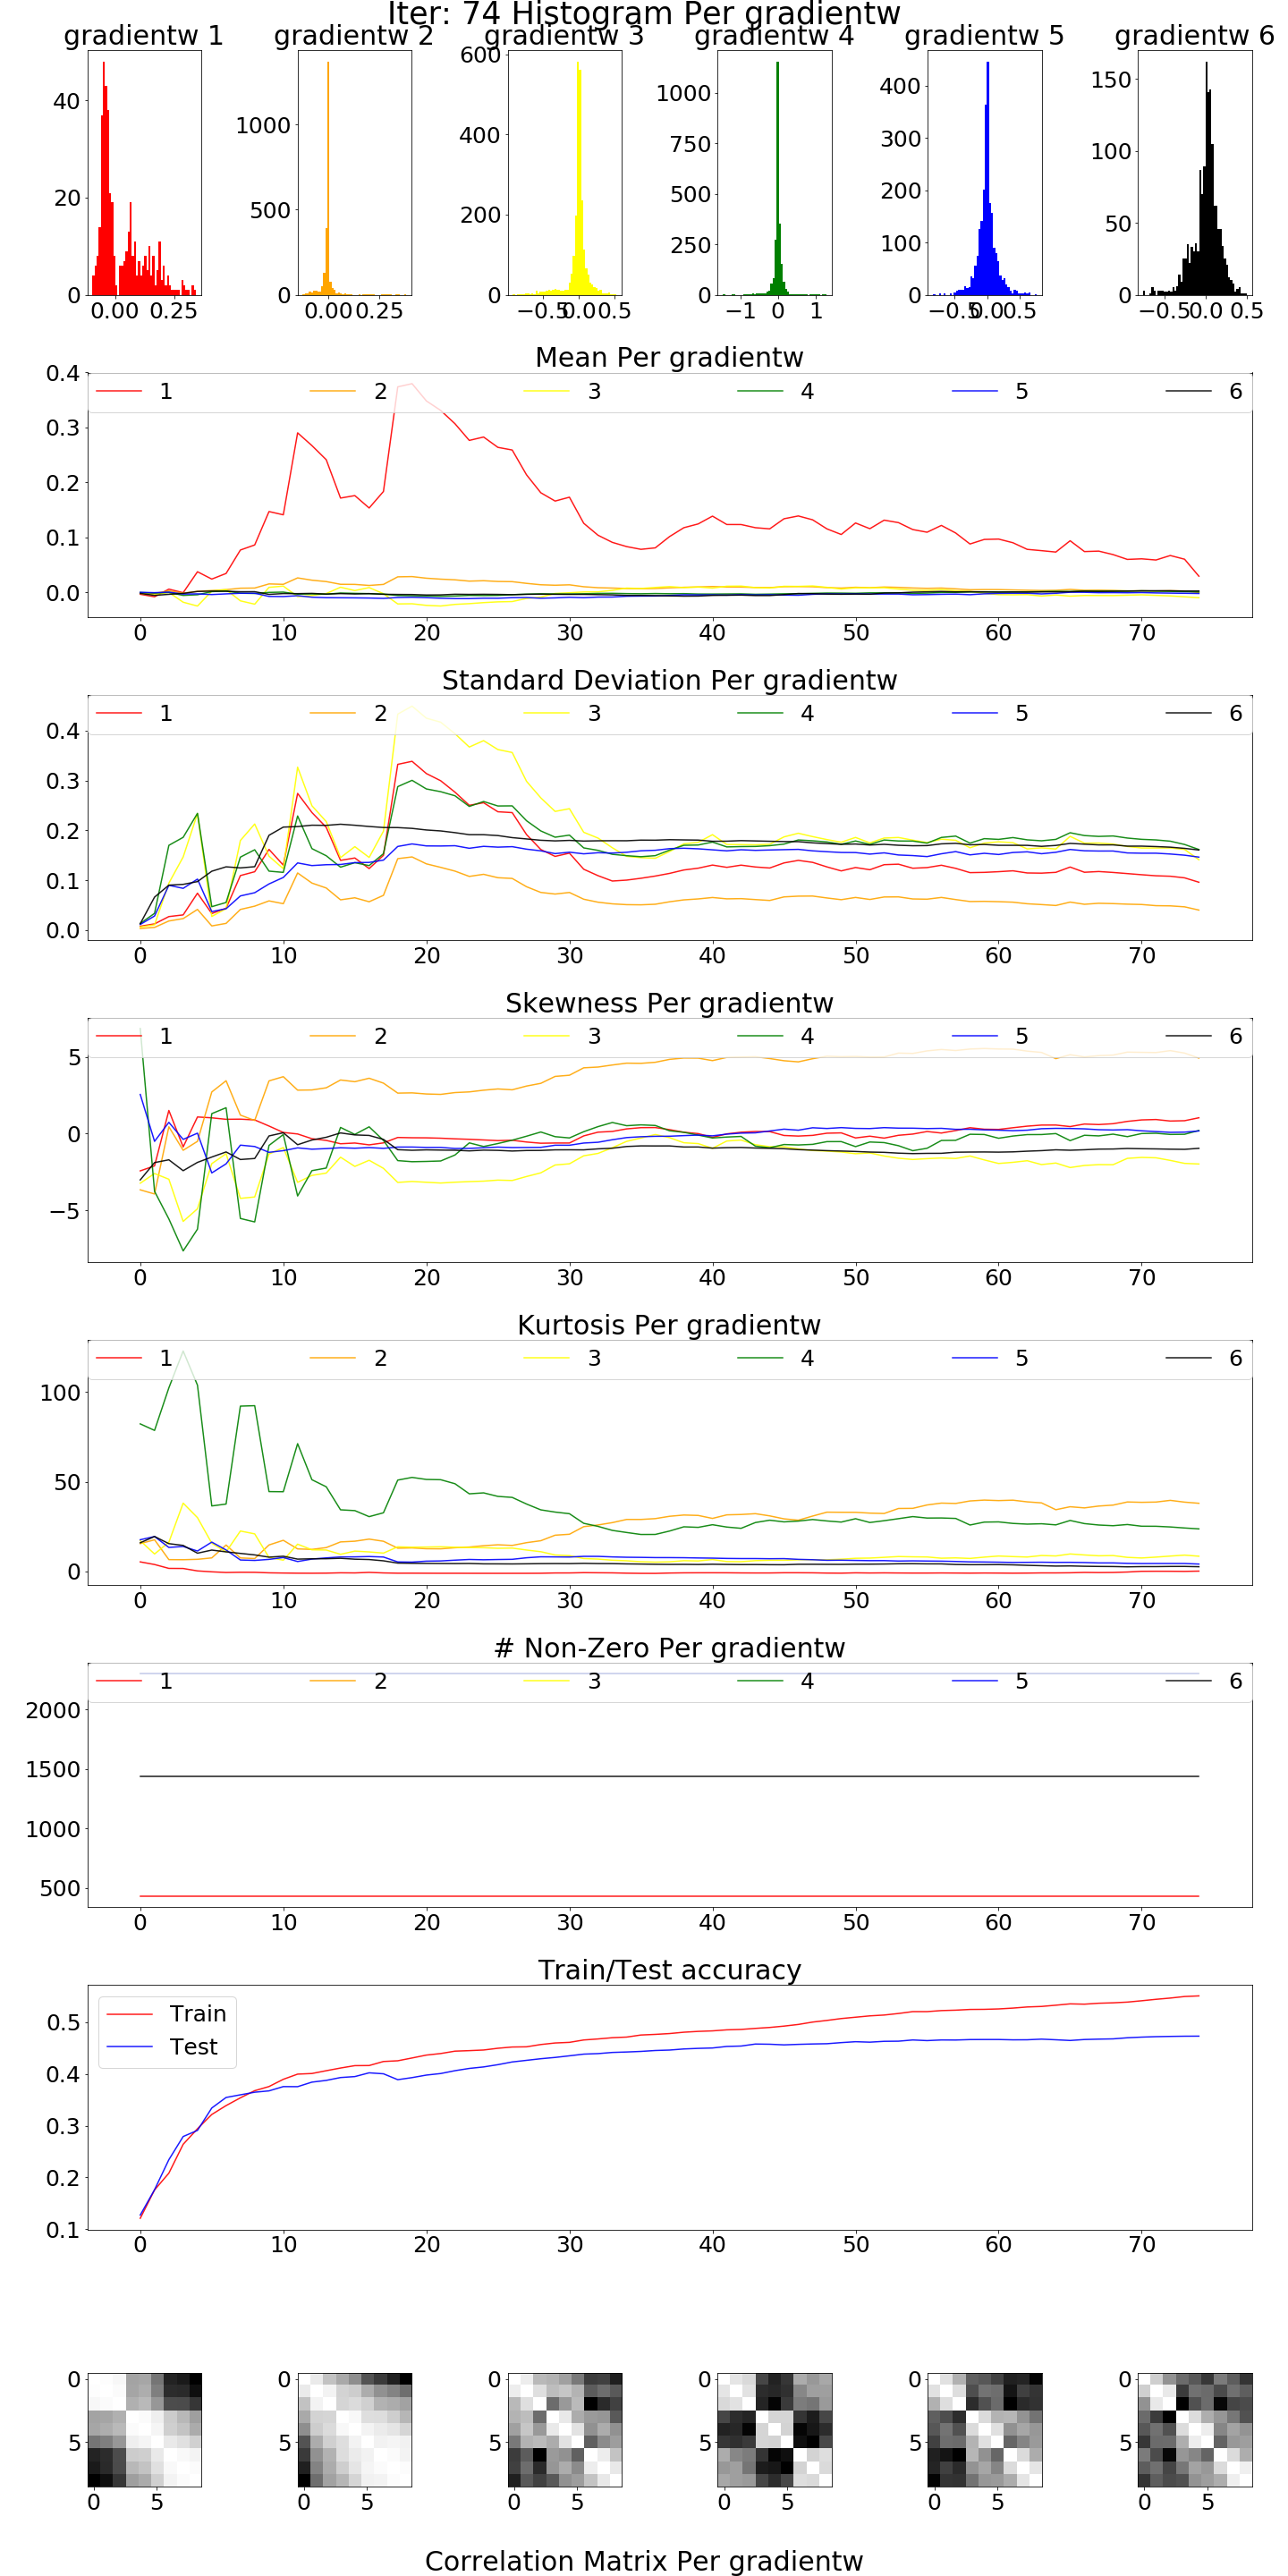 Iter: 74 Histogram Per gradientw
gradientw 1 gradientw 2 gradientw 3 gradientw 4 gradientw 5 gradientw 6
40
20
0
0.00 0.25
1000
500
0
0.00 0.25
600
400
200
0
−0.5 0.0 0.5
1000
750
500
250
0
−1 0 1
400
300
200
100
0
−0.5 0.0 0.5
150
100
50
0
−0.5 0.0 0.5
Mean Per gradientw
1 2 3 4 5 6
0.4
0.3
0.2
0.1
0.0
0 10 20 30 40 50 60 70
Standard Deviation Per gradientw
1 2 3 4 5 6
0.4
0.3
0.2
0.1
0.0
0 10 20 30 40 50 60 70
Skewness Per gradientw
1 2 3 4 5 6
5
0
−5
0 10 20 30 40 50 60 70
Kurtosis Per gradientw
1 2 3 4 5 6
100
50
0
0 10 20 30 40 50 60 70
# Non-Zero Per gradientw
1 2 3 4 5 6
2000
1500
1000
500
0 10 20 30 40 50 60 70
Train/Test accuracy
Train
Test
0.5
0.4
0.3
0.2
0.1
0 10 20 30 40 50 60 70
0
5
0 5
0
5
0 5
0
5
0 5
0
5
0 5
0
5
0 5
0
5
0 5
Correlation Matrix Per gradientw